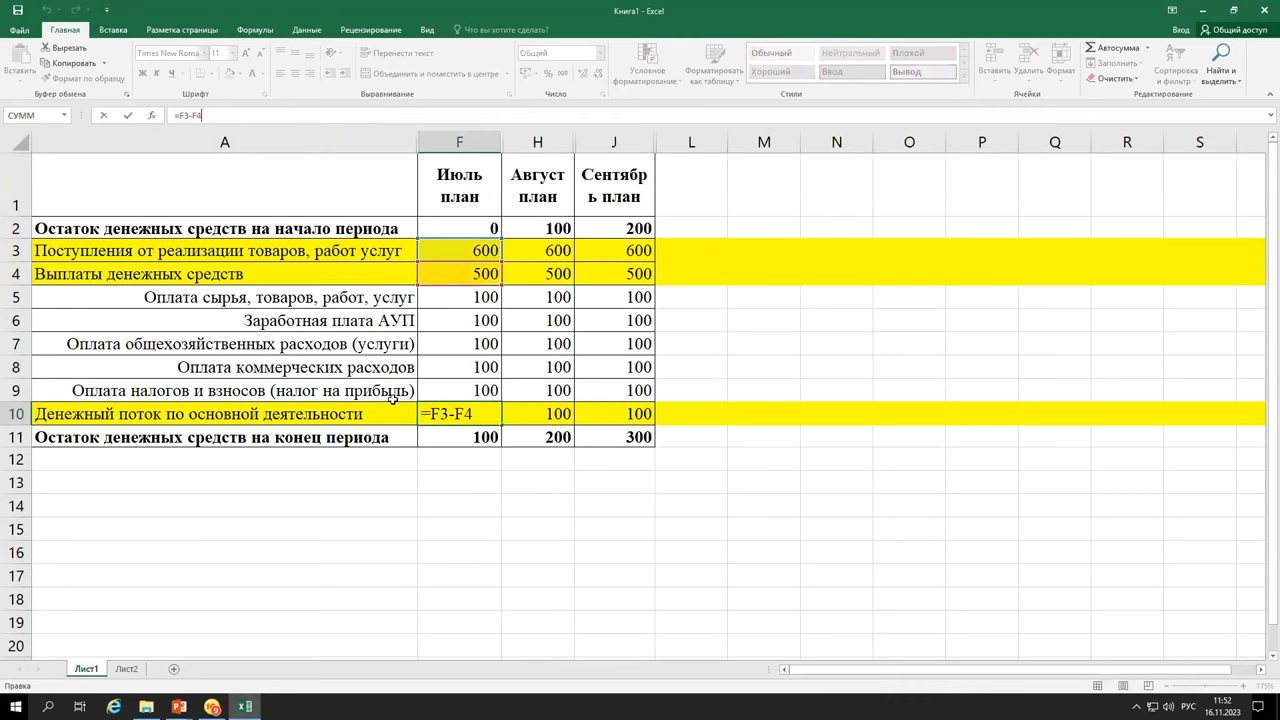 Книга1 - Excel
Файл Главная Вставка Разметка страницы Формулы Данные Рецензирование Вид Что вы хотите сделать? Вход Общий доступ
Вставить Вырезать Копировать Формат по образцу
Times New Roma 11 Ж К Ч
Перенести текст Объединить и поместить в центре
Общий % 000
Условное форматирование Форматировать как таблицу
Обычный Нейтральный Плохой
Хороший Ввод Вывод
Вставить Удалить Формат
Автосумма Заполнить Очистить
Сортировка и фильтр Найти и выделить
Буфер обмена Шрифт Выравнивание Число Стили Ячейки Редактирование
СУММ fx =F3-F4
A F H J L M N O P Q R S
1 Июль план Август план Сентябр ь план
2 Остаток денежных средств на начало периода 0 100 200
3 Поступления от реализации товаров, работ услуг 600 600 600
4 Выплаты денежных средств 500 500 500
5 Оплата сырья, товаров, работ, услуг 100 100 100
6 Заработная плата АУП 100 100 100
7 Оплата общехозяйственных расходов (услуги) 100 100 100
8 Оплата коммерческих расходов 100 100 100
9 Оплата налогов и взносов (налог на прибыль) 100 100 100
10 Денежный поток по основной деятельности =F3-F4 100 100
11 Остаток денежных средств на конец периода 100 200 300
12
13
14
15
16
17
18
19
20
Лист1 Лист2
Правка 175%
РУС 11:52
16.11.2023